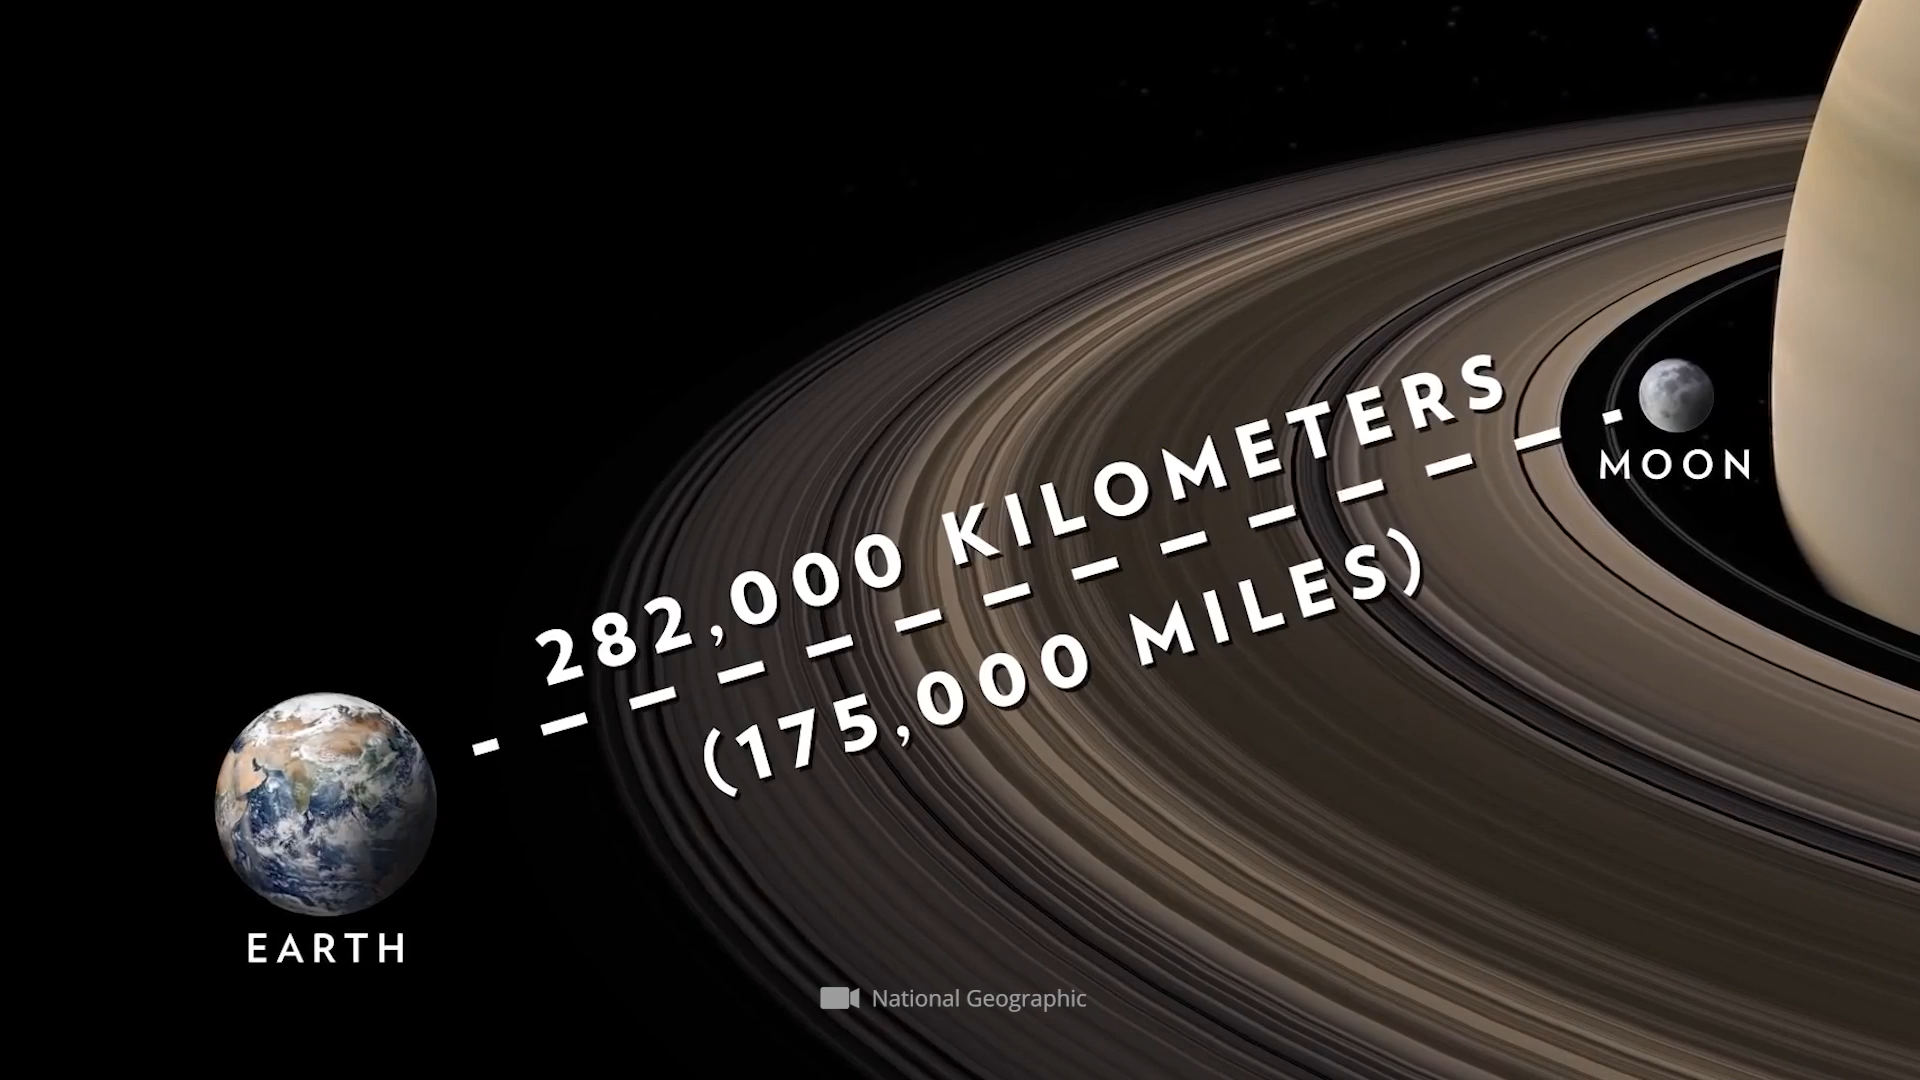 282,000 KILOMETERS
(175,000 MILES)
MOON
EARTH
National Geographic